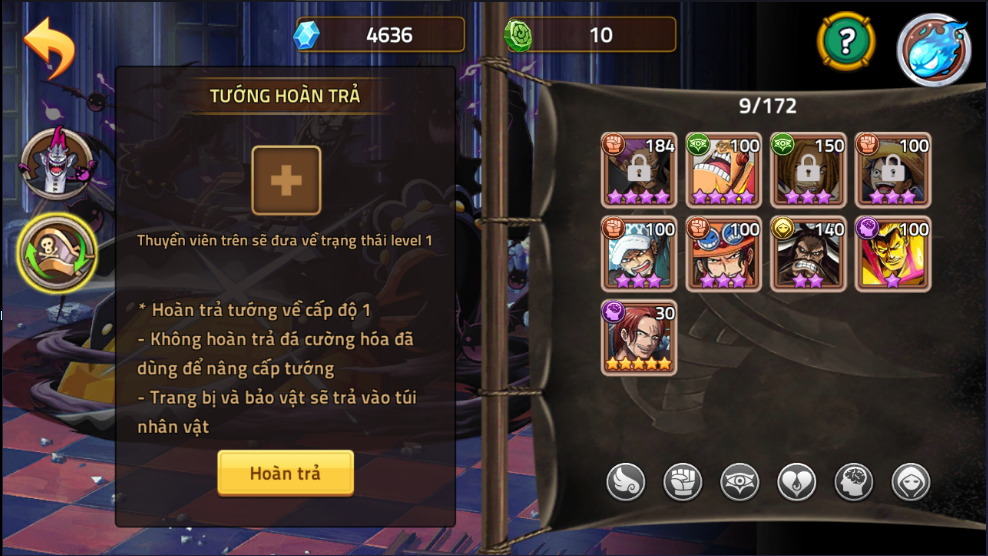 4636
10
?
TƯỚNG HOÀN TRẢ
9/172
184
100
150
100
Thuyền viên trên sẽ đưa về trạng thái level 1
100
100
140
100
* Hoàn trả tướng về cấp độ 1
- Không hoàn trả đá cường hóa đã
dùng để nâng cấp tướng
- Trang bị và bảo vật sẽ trả vào túi
nhân vật
30
Hoàn trả